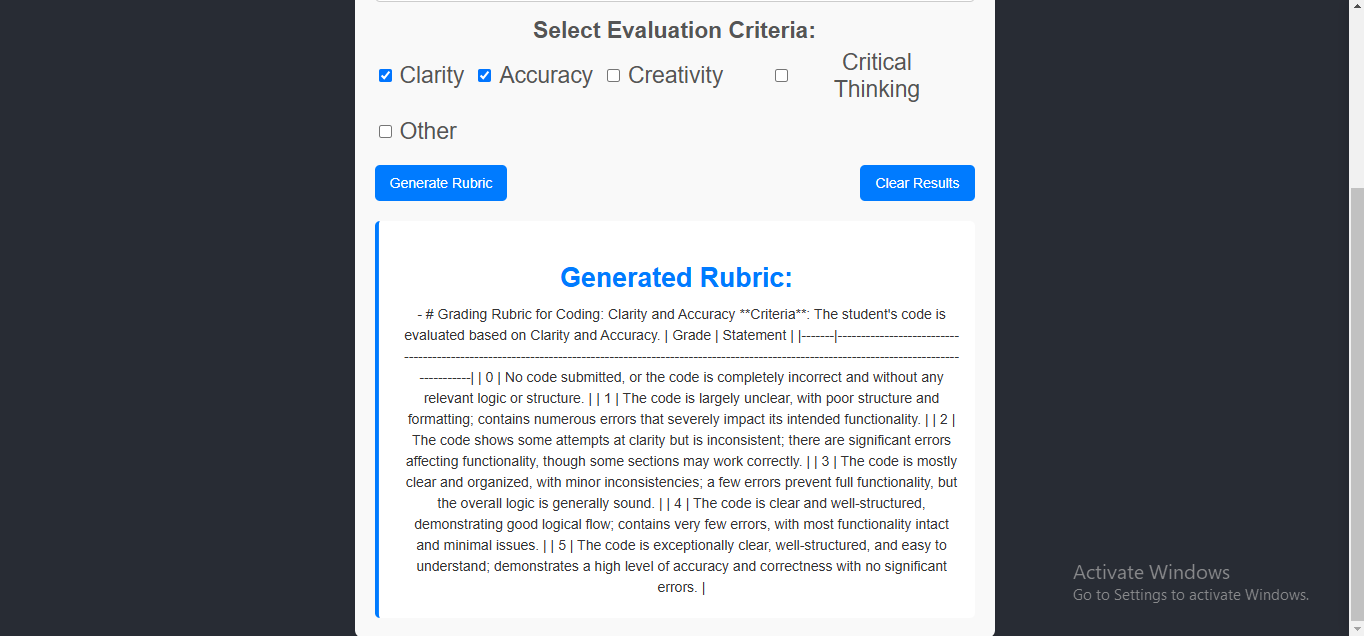 Select Evaluation Criteria:
Clarity Accuracy Creativity Critical Thinking
Other
Generate Rubric Clear Results
Generated Rubric:
- # Grading Rubric for Coding: Clarity and Accuracy **Criteria**: The student's code is
evaluated based on Clarity and Accuracy. | Grade | Statement | |-------|--------------------------
-----------------------------------------------------------------------------------------------------------------------
-----------| | 0 | No code submitted, or the code is completely incorrect and without any
relevant logic or structure. | | 1 | The code is largely unclear, with poor structure and
formatting; contains numerous errors that severely impact its intended functionality. | | 2 |
The code shows some attempts at clarity but is inconsistent; there are significant errors
affecting functionality, though some sections may work correctly. | | 3 | The code is mostly
clear and organized, with minor inconsistencies; a few errors prevent full functionality, but
the overall logic is generally sound. | | 4 | The code is clear and well-structured,
demonstrating good logical flow; contains very few errors, with most functionality intact
and minimal issues. | | 5 | The code is exceptionally clear, well-structured, and easy to
understand; demonstrates a high level of accuracy and correctness with no significant
errors. |
Activate Windows
Go to Settings to activate Windows.